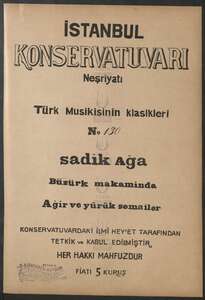 İSTANBUL
KONSERVATUVARI
Neşriyatı
Türk Musikisinin klasikleri
No 130
Sadık Ağa
Büzürk makamında
Ağır ve yürük semailer
KONSERVATUVARDAKİ İLMÎ HEY'ET TARAFINDAN
TETKİK VE KABUL EDİLMİŞTİR
HER HAKKI MAHFUZDUR
FİATI 5 KURUŞ